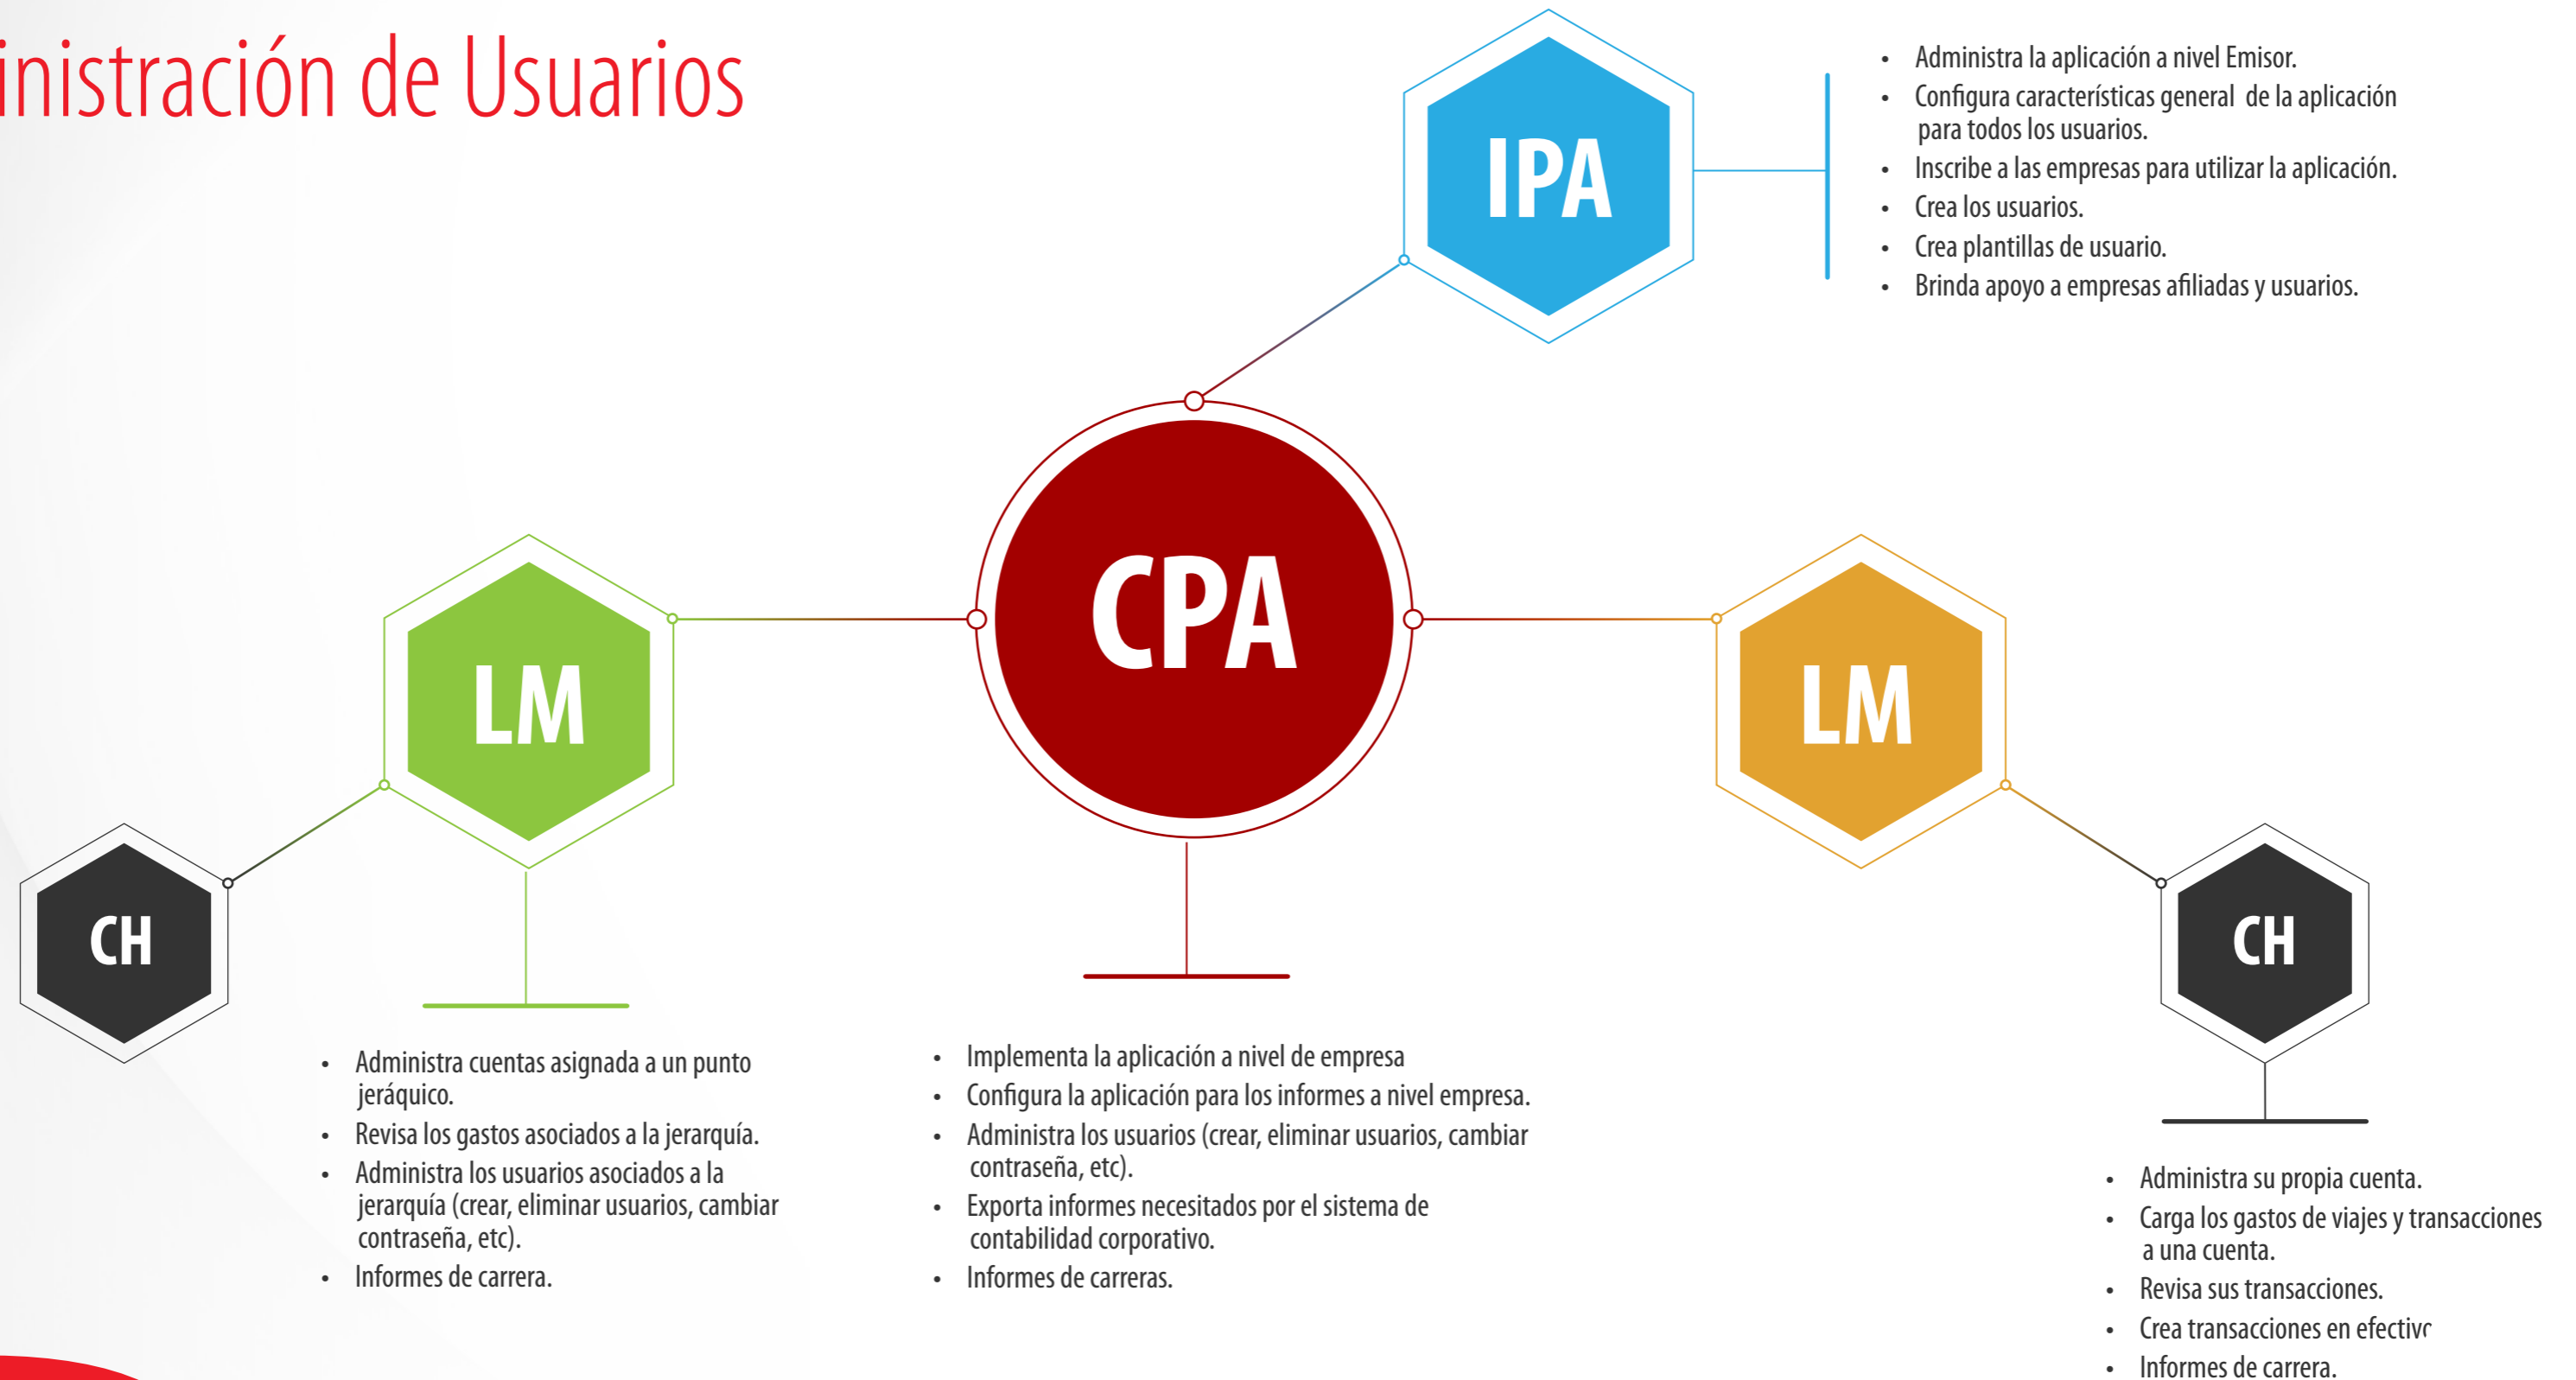 inistración de Usuarios
IPA
• Administra la aplicación a nivel Emisor.
• Configura características general de la aplicación
para todos los usuarios.
• Inscribe a las empresas para utilizar la aplicación.
• Crea los usuarios.
• Crea plantillas de usuario.
• Brinda apoyo a empresas afiliadas y usuarios.
CPA
LM
LM
CH
CH
• Administra cuentas asignada a un punto
jeráquico.
• Revisa los gastos asociados a la jerarquía.
• Administra los usuarios asociados a la
jerarquía (crear, eliminar usuarios, cambiar
contraseña, etc).
• Informes de carrera.
• Implementa la aplicación a nivel de empresa
• Configura la aplicación para los informes a nivel empresa.
• Administra los usuarios (crear, eliminar usuarios, cambiar
contraseña, etc).
• Exporta informes necesitados por el sistema de
contabilidad corporativo.
• Informes de carreras.
• Administra su propia cuenta.
• Carga los gastos de viajes y transacciones
a una cuenta.
• Revisa sus transacciones.
• Crea transacciones en efectivo
• Informes de carrera.